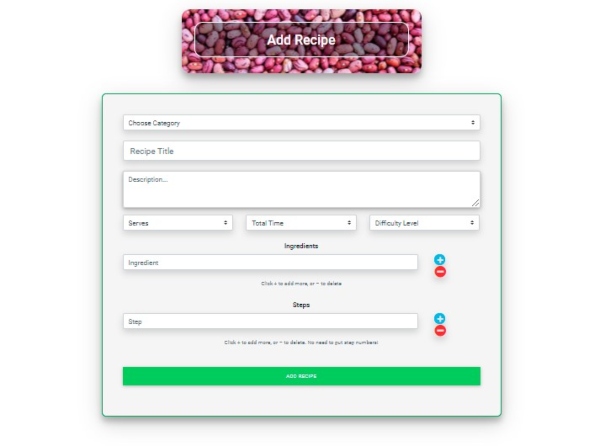 Add Recipe
Choose Category
Recipe Title
Description...
Serves
Total Time
Difficulty Level
Ingredients
Ingredient
Click + to add more, or - to delete
Steps
Step
Click + to add more, or - to delete. No need to put step numbers!
ADD RECIPE